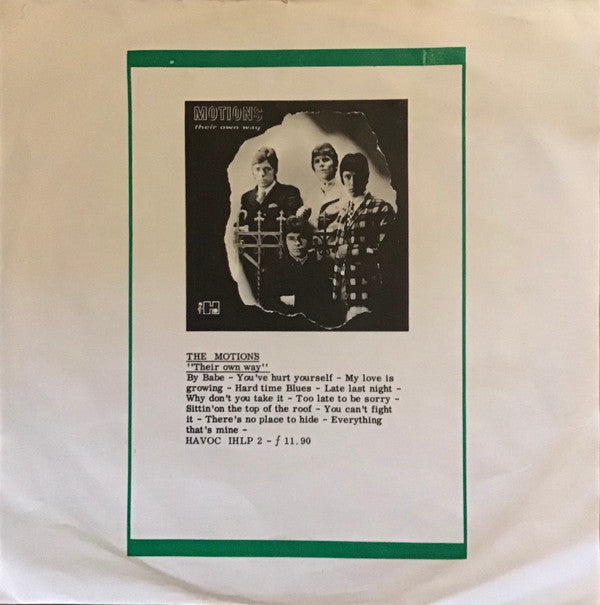 MOTIONS
their own way
iH
THE MOTIONS
"Their own way"
By Babe - You've hurt yourself - My love is
growing - Hard time Blues - Late last night -
Why don't you take it - Too late to be sorry -
Sittin'on the top of the roof - You can't fight
it - There's no place to hide - Everything
that's mine -
HAVOC IHLP 2 - ƒ 11.90